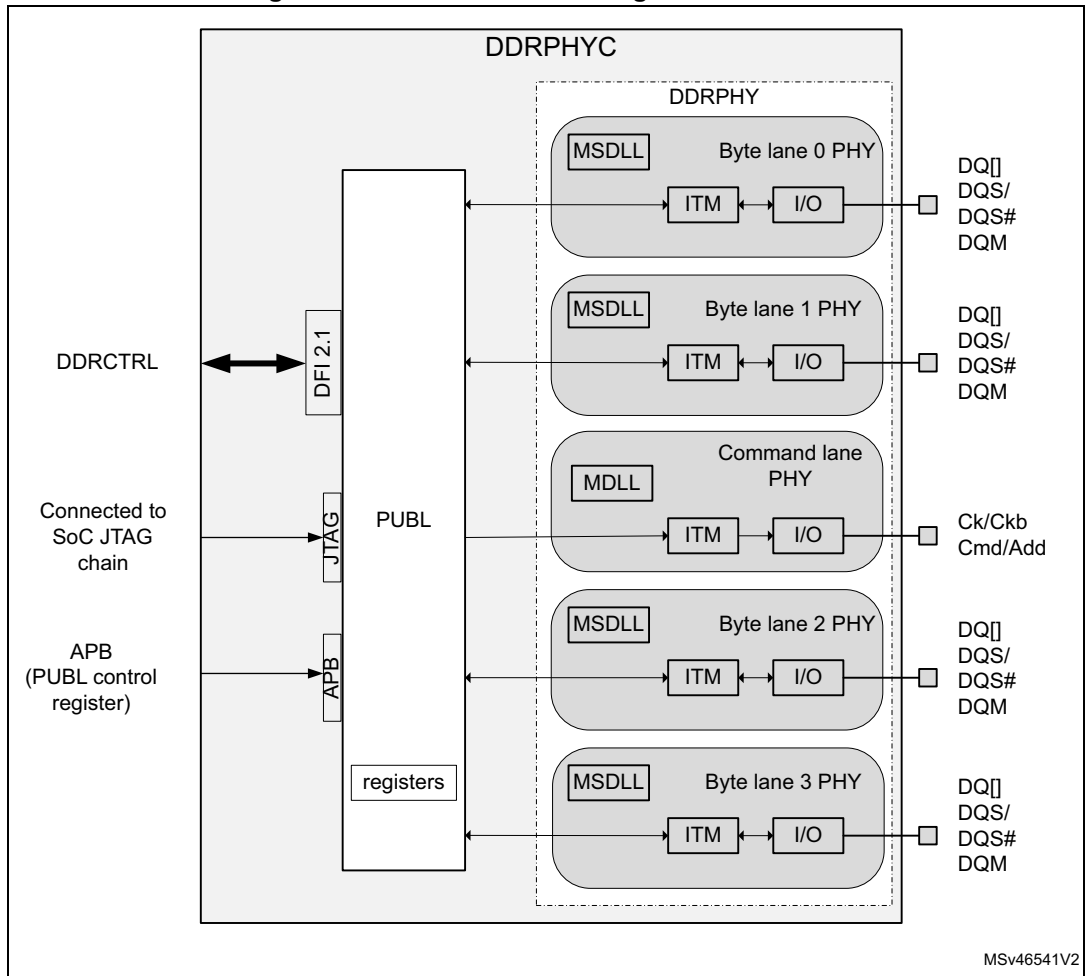 DDRPHYC
DDRPHY
MSDLL
Byte lane 0 PHY
ITM
I/O
DQ[]
DQS/
DQS#
DQM
MSDLL
Byte lane 1 PHY
ITM
I/O
DQ[]
DQS/
DQS#
DQM
DDRCTRL
DFI 2.1
Command lane
PHY
MDLL
ITM
I/O
Ck/Ckb
Cmd/Add
Connected to
SoC JTAG
chain
JTAG
PUBL
MSDLL
Byte lane 2 PHY
ITM
I/O
DQ[]
DQS/
DQS#
DQM
APB
(PUBL control
register)
APB
registers
MSDLL
Byte lane 3 PHY
ITM
I/O
DQ[]
DQS/
DQS#
DQM
MSv46541V2